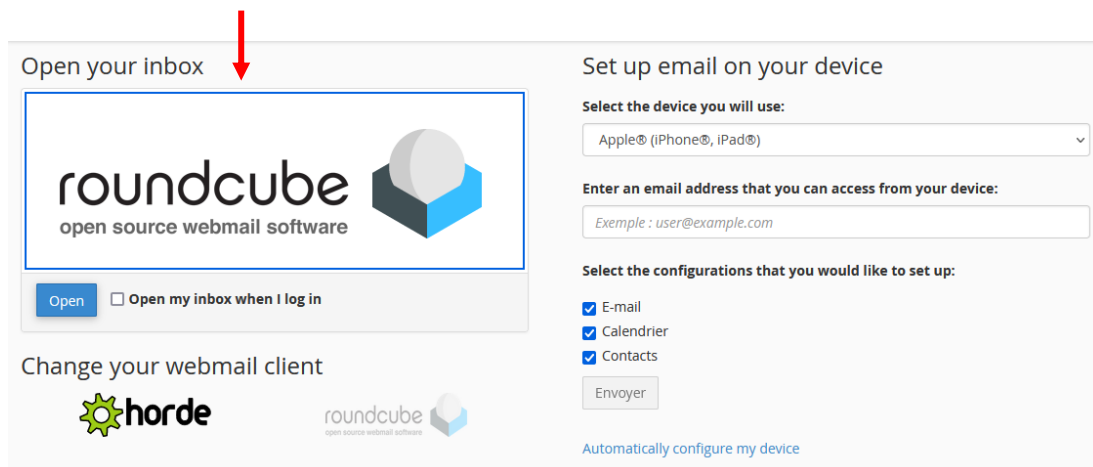 Open your inbox
roundcube
open source webmail software
Open
Open my inbox when I log in
Change your webmail client
horde
roundcube
open source webmail software
Set up email on your device
Select the device you will use:
Apple® (iPhone®, iPad®)
Enter an email address that you can access from your device:
Exemple : user@example.com
Select the configurations that you would like to set up:
E-mail
Calendrier
Contacts
Envoyer
Automatically configure my device